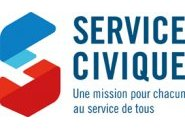 SERVICE
CIVIQUE
Une mission pour chacun
au service de tous